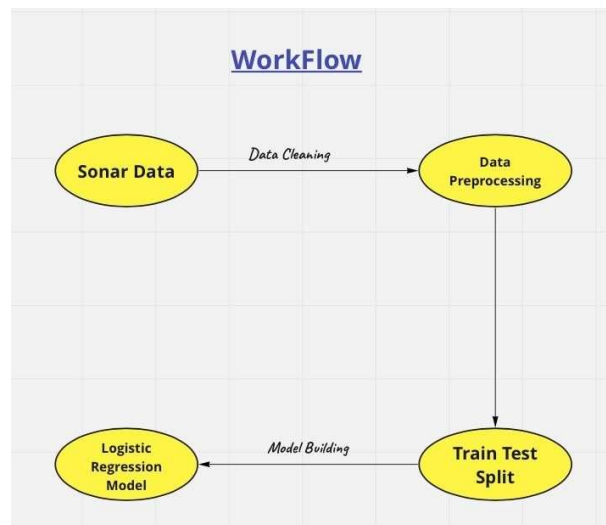 WorkFlow
Sonar Data
Data Cleaning
Data
Preprocessing
Train Test
Split
Model Building
Logistic
Regression
Model